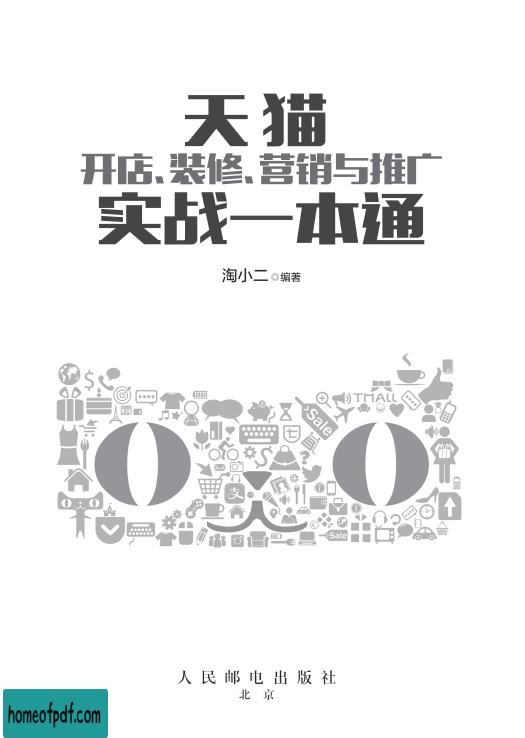 天猫
开店、装修、营销与推广
实战一本通
淘小二◎编著
TMALL
Sale
支
Sale
人民邮电出版社
北京
homeofpdf.com